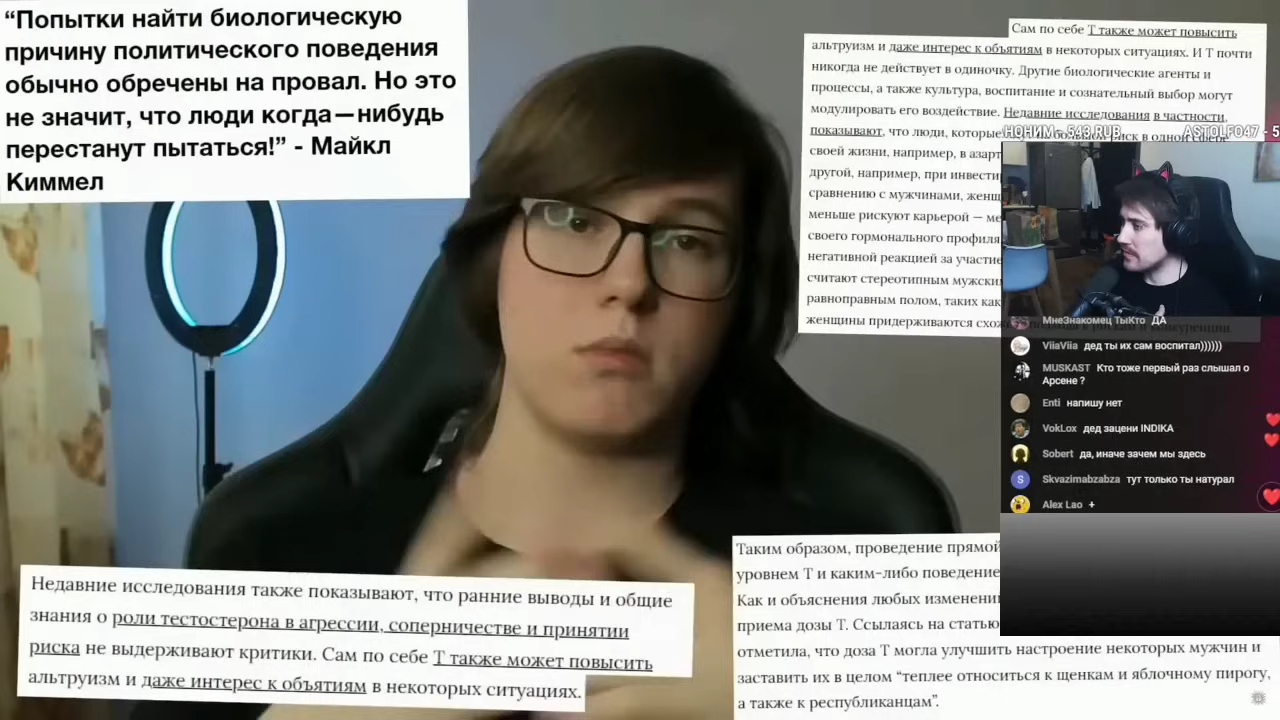 “Попытки найти биологическую
причину политического поведения
обычно обречены на провал. Но это
не значит, что люди когда—нибудь
перестанут пытаться!” - Майкл
Киммел
Сам по себе Т также может повысить
альтруизм и даже интерес к объятиям в некоторых ситуациях. И Т почти
никогда не действует в одиночку. Другие биологические агенты и
процессы, а также культура, воспитание и сознательный выбор могут
модулировать его воздействие. Недавние исследования в частности,
показывают, что люди, которые
риск в одной сфере
своей жизни, например, в азарт
другой, например, при инвести
сравнению с мужчинами, женщ
меньше рискуют карьерой — ме
своего гормонального профиля
негативной реакцией за участие
считают стереотипным мужски
равноправным полом, таких как
женщины придерживаются схож
НОНИМ - 543 RUB
ASTOLFO47 - 5
МнеЗнакомец ТыКто ДА
ViiaViia дед ты их сам воспитал))))))
MUSKAST Кто тоже первый раз слышал о
Арсене ?
Enti напишу нет
VokLox дед зацени INDIKA
Sobert да, иначе зачем мы здесь
S
Skvazimabzabza тут только ты натурал
Alex Lao +
Недавние исследования также показывают, что ранние выводы и общие
знания о роли тестостерона в агрессии, соперничестве и принятии
риска не выдерживают критики. Сам по себе Т также может повысить
альтруизм и даже интерес к объятиям в некоторых ситуациях.
Таким образом, проведение прямой
уровнем Т и каким-либо поведение
Как и объяснения любых изменени
приема дозы Т. Ссылаясь на статью
отметила, что доза Т могла улучшить настроение некоторых мужчин и
заставить их в целом “теплее относиться к щенкам и яблочному пирогу,
а также к республиканцам”.